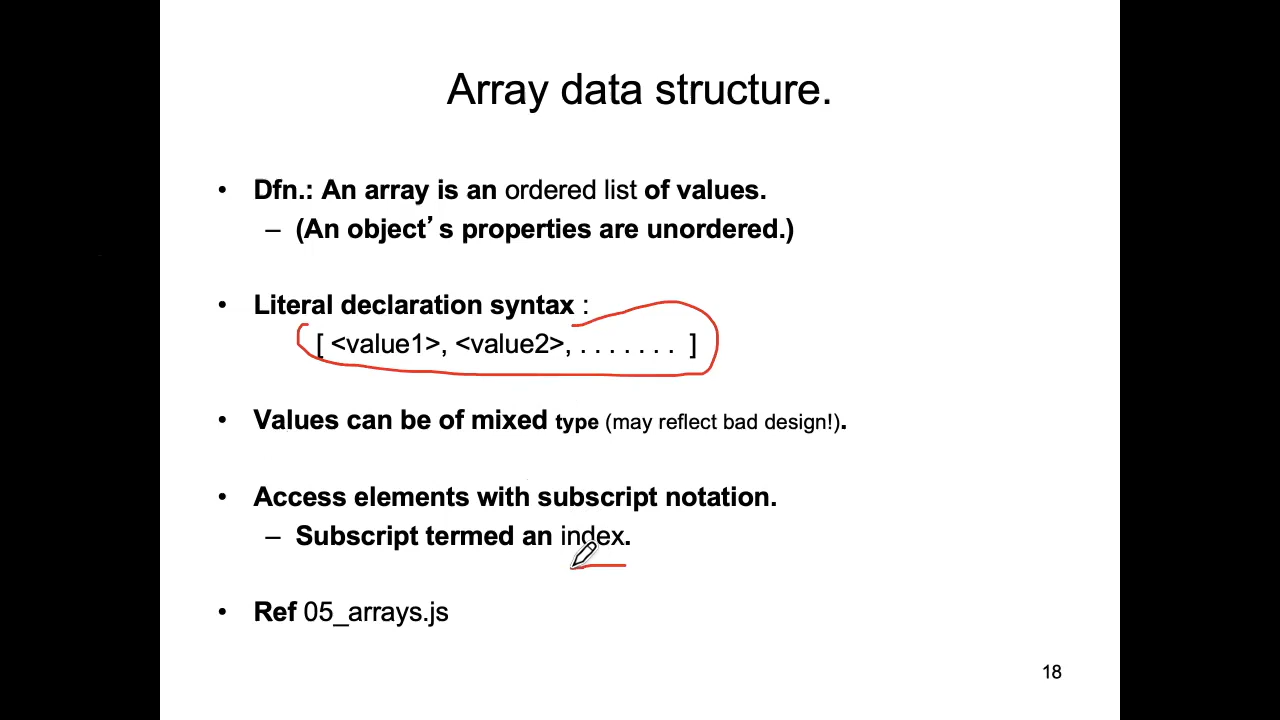 Array data structure.
• Dfn.: An array is an ordered list of values.
– (An object’s properties are unordered.)
• Literal declaration syntax :
[ <value1>, <value2>, . . . . . . . ]
• Values can be of mixed type (may reflect bad design!).
• Access elements with subscript notation.
– Subscript termed an index.
• Ref 05_arrays.js
18